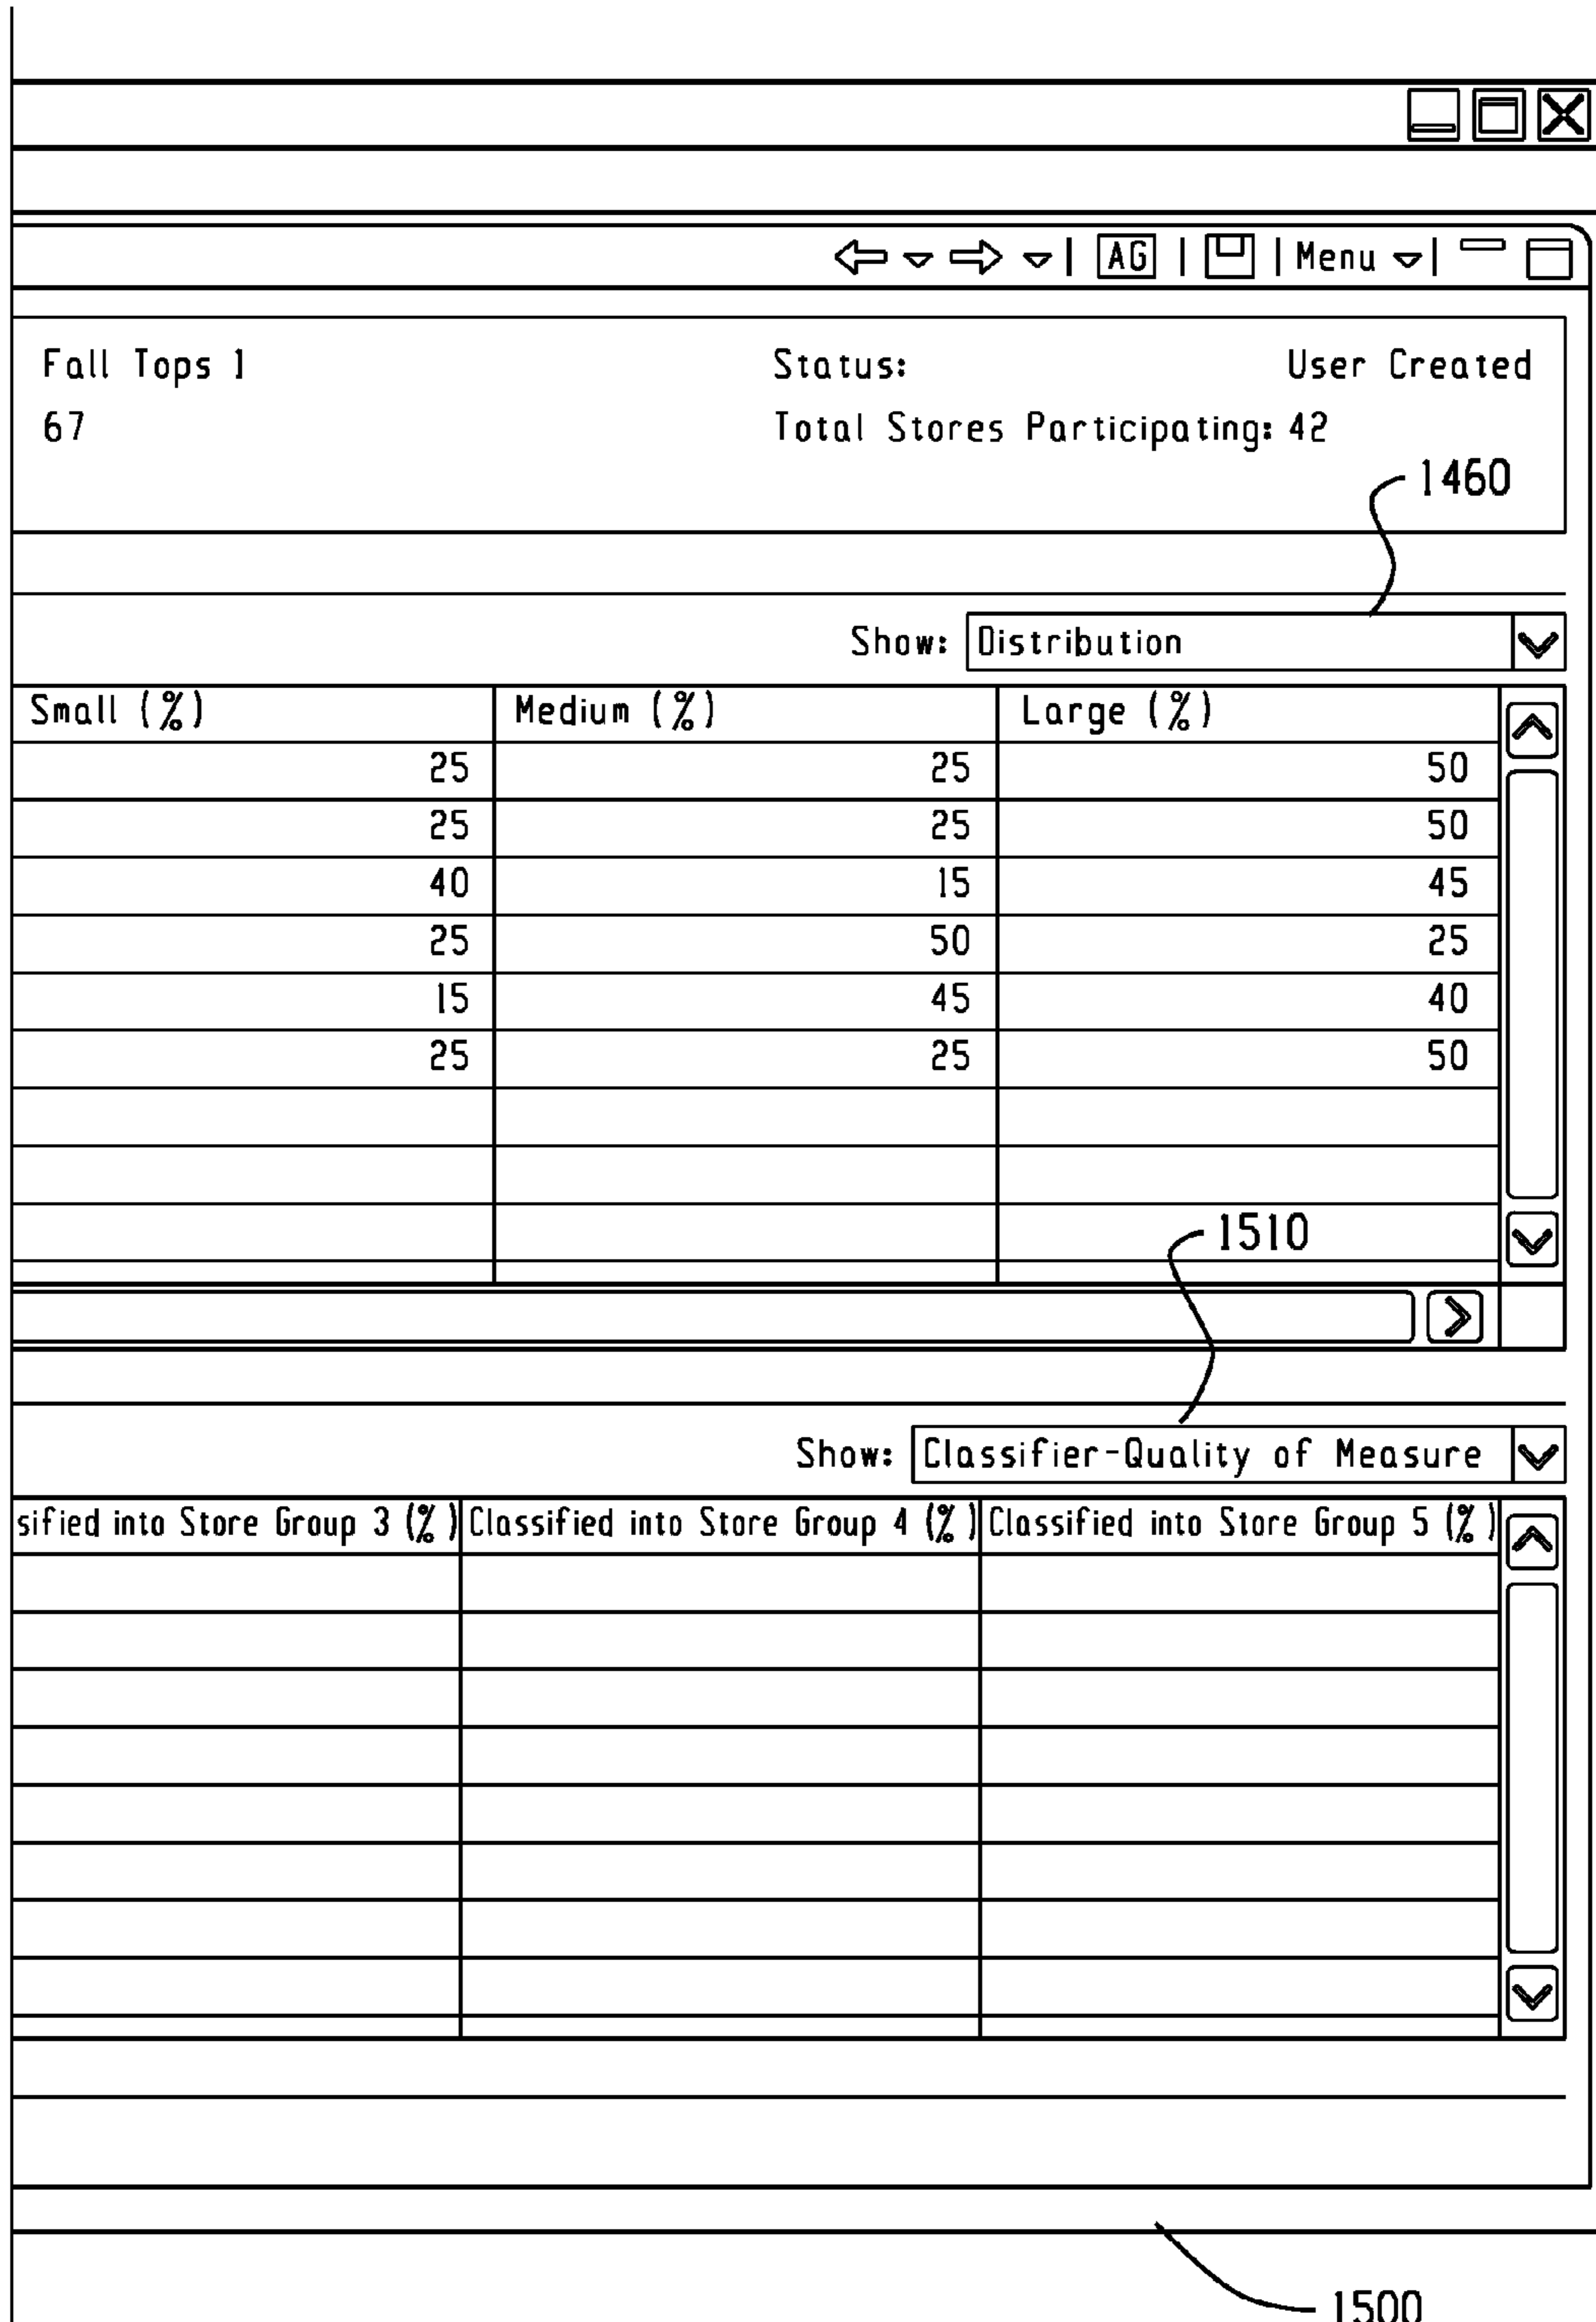 AG Menu
Fall Tops 1 Status: User Created
67 Total Stores Participating: 42
1460
Show: Distribution
Small (%) Medium (%) Large (%)
25 25 50
25 25 50
40 15 45
25 50 25
15 45 40
25 25 50
1510
Show: Classifier-Quality of Measure
sified into Store Group 3 (%) Classified into Store Group 4 (%) Classified into Store Group 5 (%)
1500